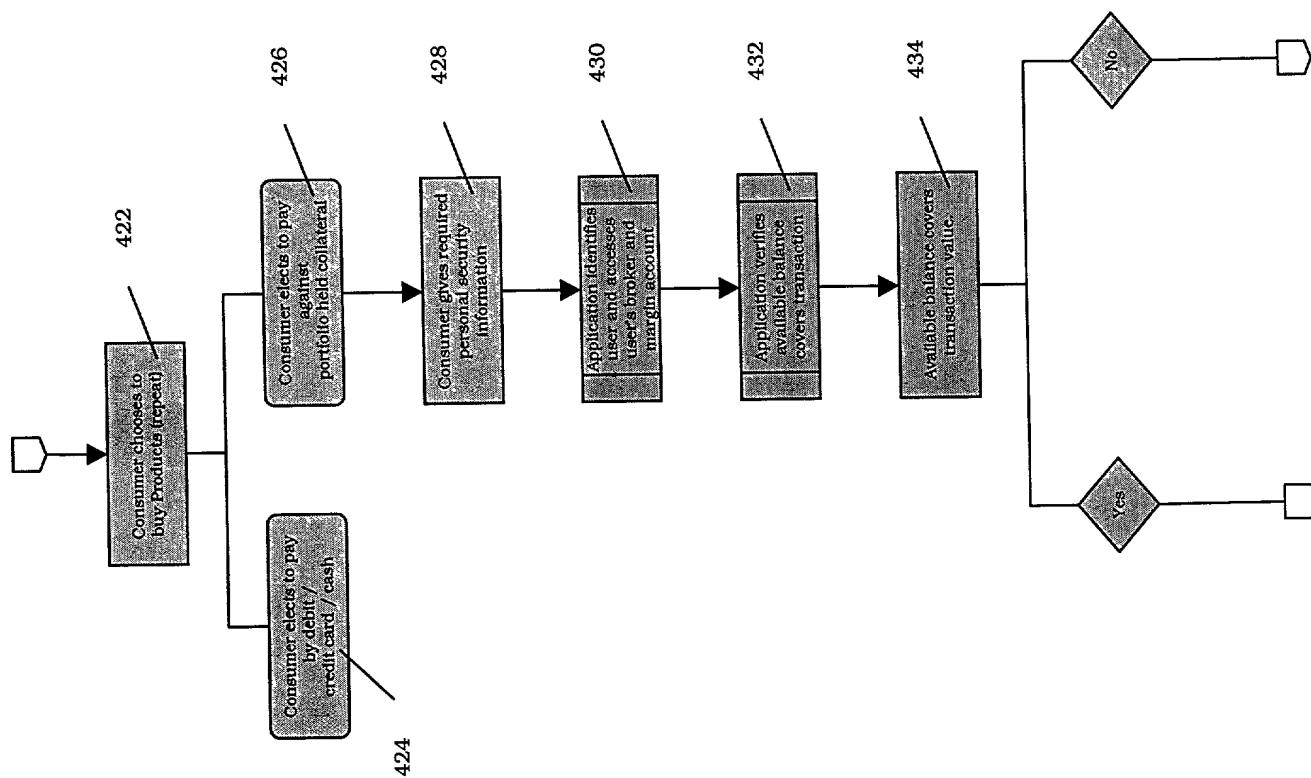 422
Consumer chooses to
buy Products (repeat)
Consumer elects to pay
by debit /
credit card / cash
424
Consumer elects to pay
against
portfolio held collateral
426
Consumer gives required
personal security
information
428
Application identifies
user and accesses
user's broker and
margin account
430
Application verifies
available balance
covers transaction
432
Available balance covers
transaction value.
434
Yes
No